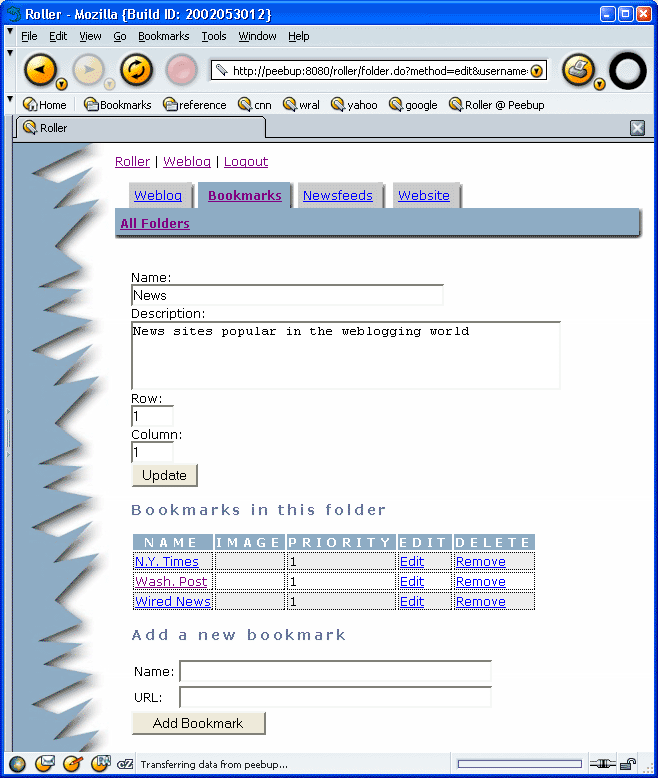 Roller - Mozilla {Build ID: 2002053012}
File Edit View Go Bookmarks Tools Window Help
http://peebup:8080/roller/folder.do?method=edit&username=
Home Bookmarks reference cnn wral yahoo google Roller @ Peebup
Roller
Roller | Weblog | Logout
Weblog Bookmarks Newsfeeds Website
All Folders
Name:
News
Description:
News sites popular in the weblogging world
Row:
1
Column:
1
Update
Bookmarks in this folder
NAME IMAGE PRIORITY EDIT DELETE
N.Y. Times 1 Edit Remove
Wash. Post 1 Edit Remove
Wired News 1 Edit Remove
Add a new bookmark
Name:
URL:
Add Bookmark
Transferring data from peebup...